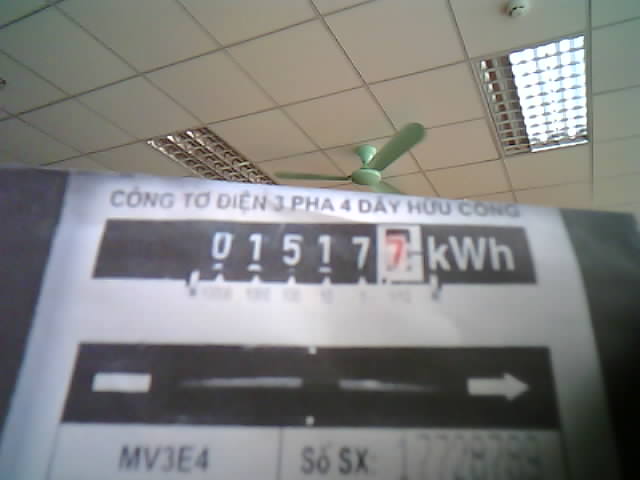 CÔNG TƠ ĐIỆN 3 PHA 4 DÂY HỮU CÔNG
015177 kWh
MV3E4 Số SX: